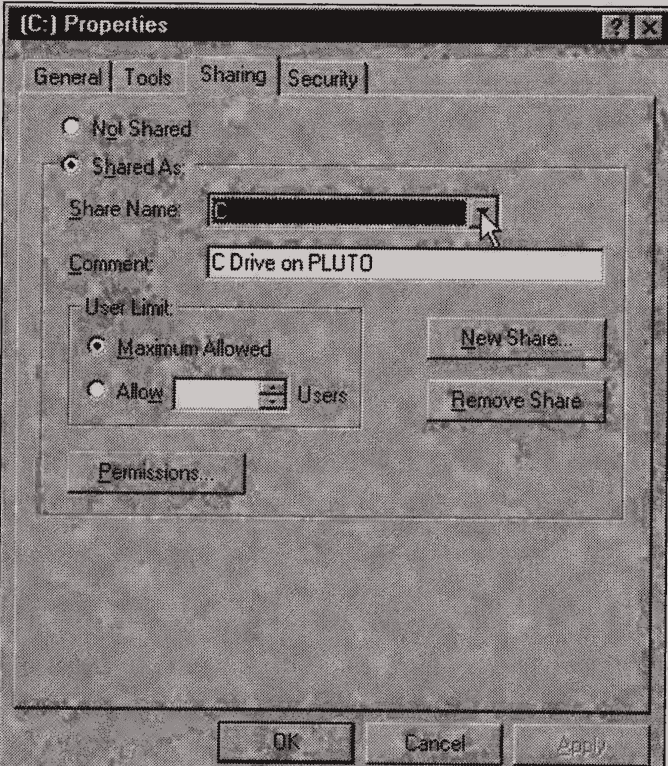 (C:) Properties
General Tools Sharing Security
Not Shared
Shared As:
Share Name: C
Comment: C Drive on PLUTO
User Limit:
Maximum Allowed
Allow Users
New Share...
Remove Share
Permissions...
OK Cancel Apply